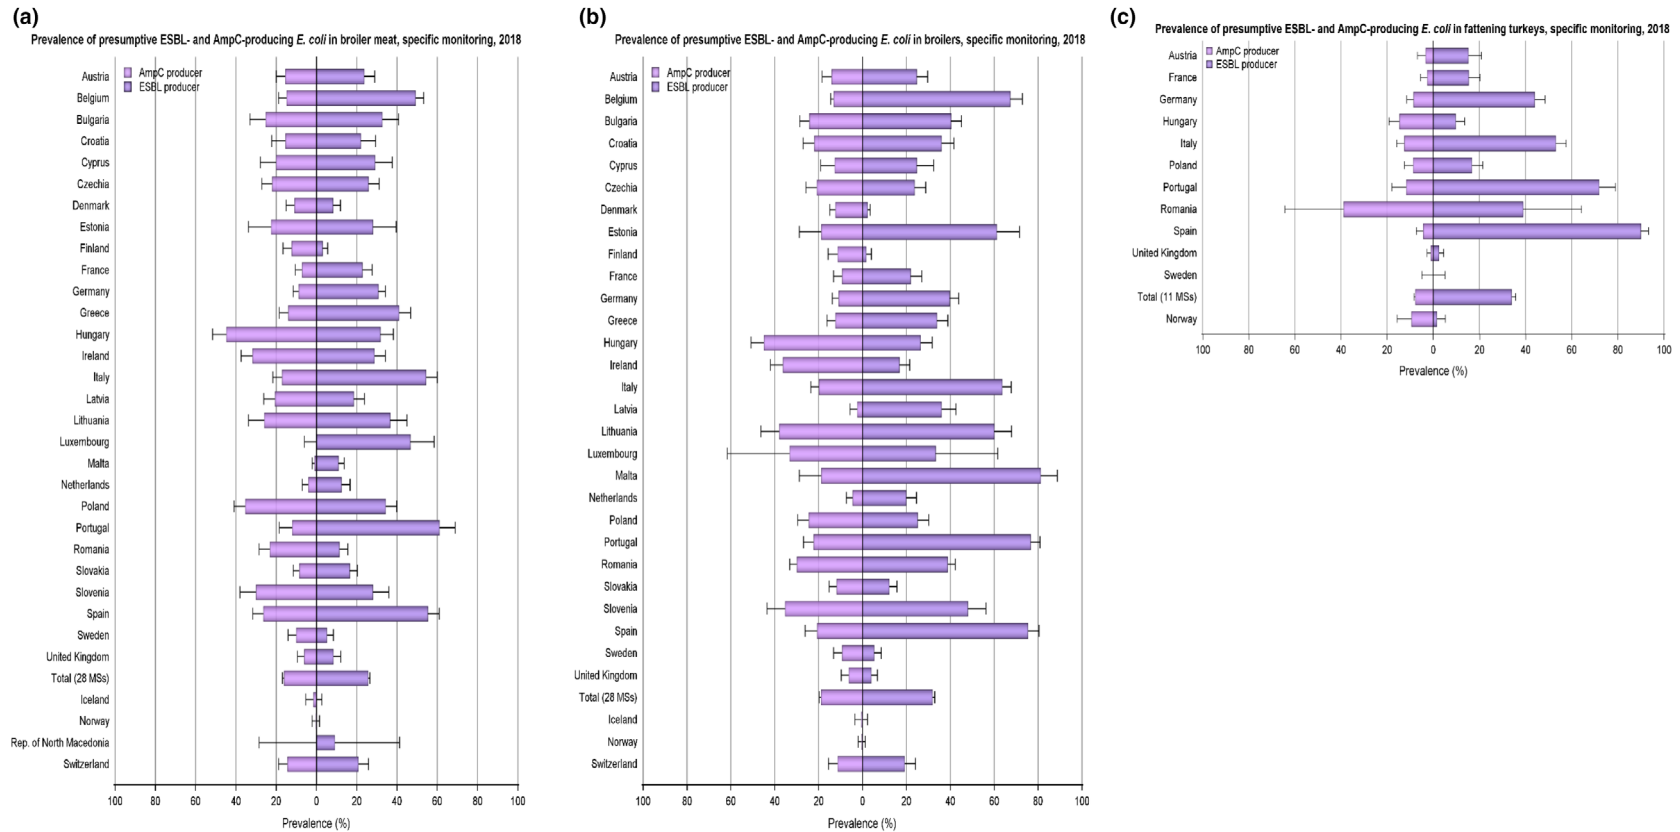 (a)
Prevalence of presumptive ESBL- and AmpC-producing E. coli in broiler meat, specific monitoring, 2018
AmpC producer
ESBL producer
Austria
Belgium
Bulgaria
Croatia
Cyprus
Czechia
Denmark
Estonia
Finland
France
Germany
Greece
Hungary
Ireland
Italy
Latvia
Lithuania
Luxembourg
Malta
Netherlands
Poland
Portugal
Romania
Slovakia
Slovenia
Spain
Sweden
United Kingdom
Total (28 MSs)
Iceland
Norway
Rep. of North Macedonia
Switzerland
100 80 60 40 20 0 20 40 60 80 100
Prevalence (%)
(b)
Prevalence of presumptive ESBL- and AmpC-producing E. coli in broilers, specific monitoring, 2018
AmpC producer
ESBL producer
Austria
Belgium
Bulgaria
Croatia
Cyprus
Czechia
Denmark
Estonia
Finland
France
Germany
Greece
Hungary
Ireland
Italy
Latvia
Lithuania
Luxembourg
Malta
Netherlands
Poland
Portugal
Romania
Slovakia
Slovenia
Spain
Sweden
United Kingdom
Total (28 MSs)
Iceland
Norway
Switzerland
100 80 60 40 20 0 20 40 60 80 100
Prevalence (%)
(c)
Prevalence of presumptive ESBL- and AmpC-producing E. coli in fattening turkeys, specific monitoring, 2018
AmpC producer
ESBL producer
Austria
France
Germany
Hungary
Italy
Poland
Portugal
Romania
Spain
United Kingdom
Sweden
Total (11 MSs)
Norway
100 80 60 40 20 0 20 40 60 80 100
Prevalence (%)